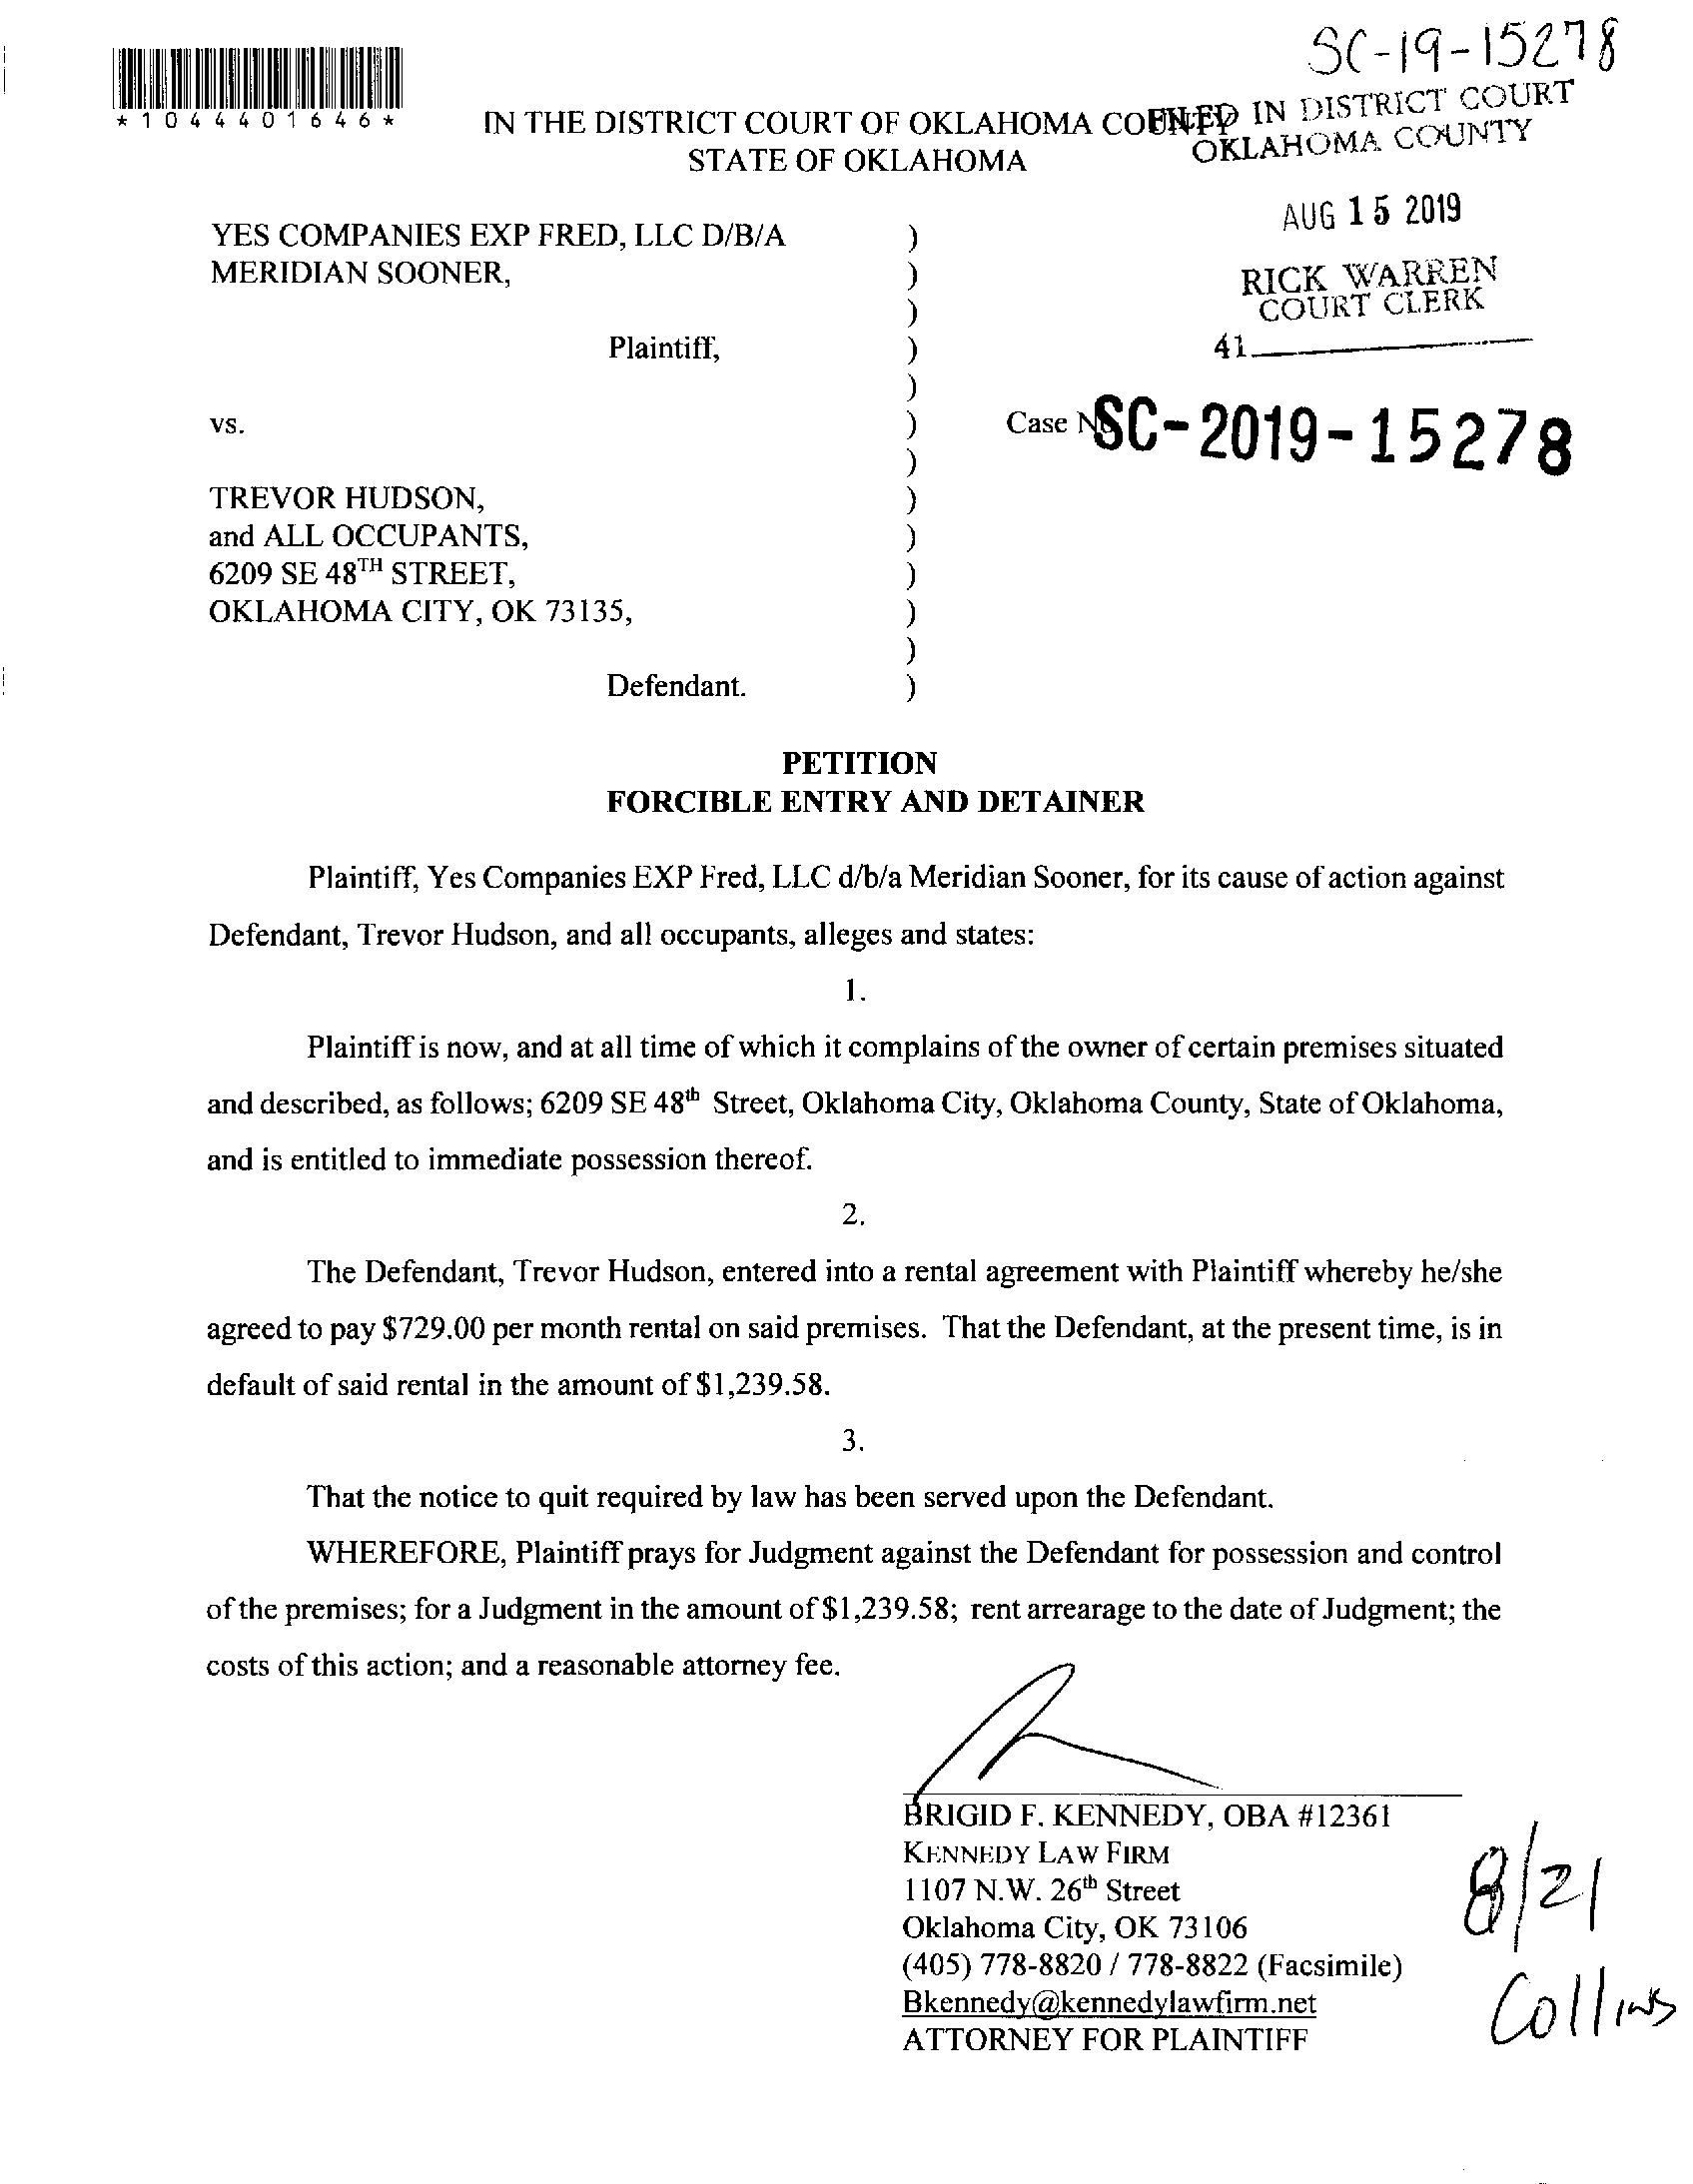 SC-19-15278
*1044401646*
IN THE DISTRICT COURT OF OKLAHOMA COUNTY
STATE OF OKLAHOMA
FILED IN DISTRICT COURT
OKLAHOMA COUNTY
AUG 15 2019
RICK WARREN
COURT CLERK
41
YES COMPANIES EXP FRED, LLC D/B/A )
MERIDIAN SOONER, )
)
Plaintiff, )
)
vs. )
Case No. SC-2019-15278
)
TREVOR HUDSON, )
and ALL OCCUPANTS, )
6209 SE 48TH STREET, )
OKLAHOMA CITY, OK 73135, )
)
Defendant. )
PETITION
FORCIBLE ENTRY AND DETAINER
Plaintiff, Yes Companies EXP Fred, LLC d/b/a Meridian Sooner, for its cause of action against
Defendant, Trevor Hudson, and all occupants, alleges and states:
1.
Plaintiff is now, and at all time of which it complains of the owner of certain premises situated
and described, as follows; 6209 SE 48th Street, Oklahoma City, Oklahoma County, State of Oklahoma,
and is entitled to immediate possession thereof.
2.
The Defendant, Trevor Hudson, entered into a rental agreement with Plaintiff whereby he/she
agreed to pay $729.00 per month rental on said premises. That the Defendant, at the present time, is in
default of said rental in the amount of $1,239.58.
3.
That the notice to quit required by law has been served upon the Defendant.
WHEREFORE, Plaintiff prays for Judgment against the Defendant for possession and control
of the premises; for a Judgment in the amount of $1,239.58; rent arrearage to the date of Judgment; the
costs of this action; and a reasonable attorney fee.
BRIGID F. KENNEDY, OBA #12361
KENNEDY LAW FIRM
1107 N.W. 26th Street
Oklahoma City, OK 73106
(405) 778-8820 / 778-8822 (Facsimile)
Bkennedy@kennedylawfirm.net
ATTORNEY FOR PLAINTIFF
8/21
Collins